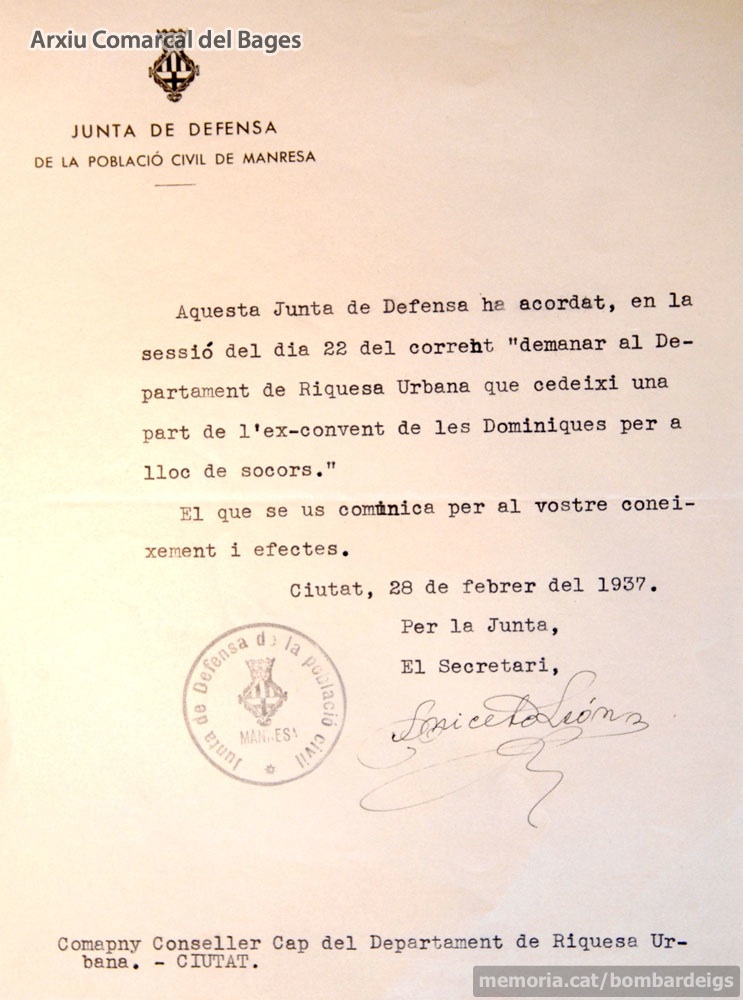 Arxiu Comarcal del Bages
JUNTA DE DEFENSA
DE LA POBLACIÓ CIVIL DE MANRESA
Aquesta Junta de Defensa ha acordat, en la
sessió del dia 22 del corrent "demanar al De-
partament de Riquesa Urbana que cedeixi una
part de l'ex-convent de les Dominiques per a
lloc de socors."
El que se us comunica per al vostre conei-
xement i efectes.
Ciutat, 28 de febrer del 1937.
Per la Junta,
El Secretari,
Aniceto León
Junta de Defensa de la població civil
MANRESA
Comapny Conseller Cap del Departament de Riquesa Ur-
bana. - CIUTAT.
memoria.cat/bombardeigs